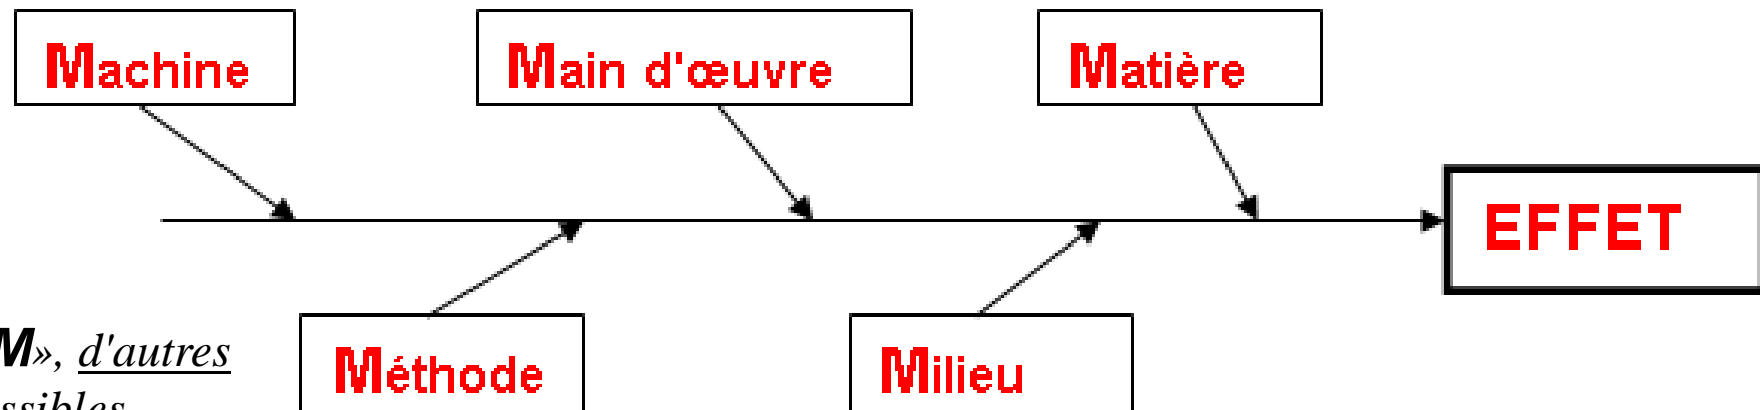 Machine
Main d'œuvre
Matière
EFFET
M», d'autres
Méthode
Milieu